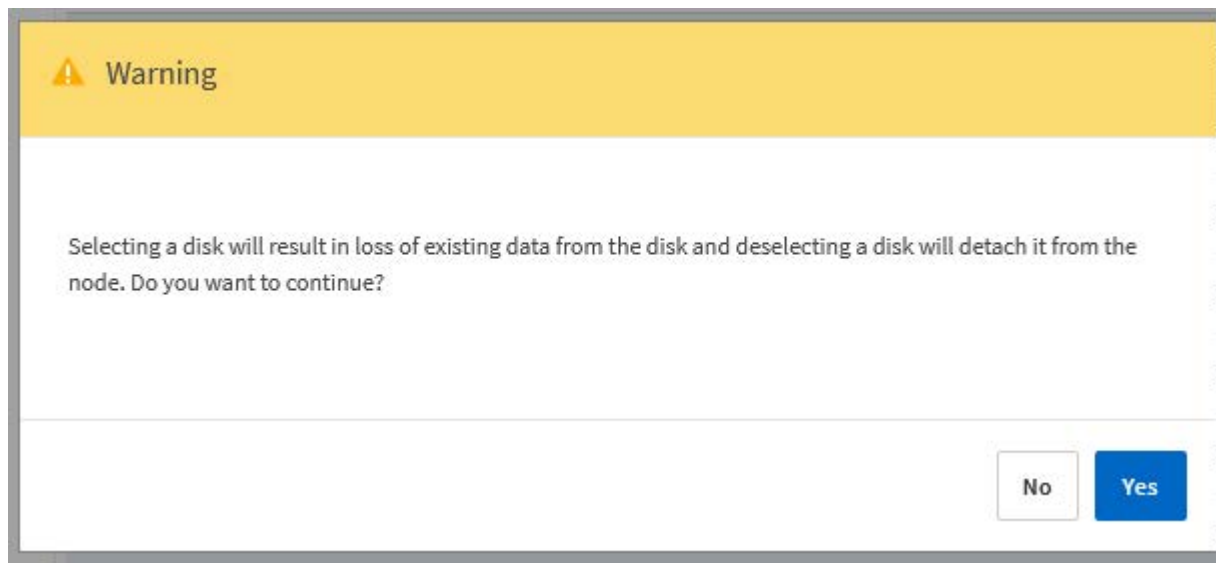 Warning
Selecting a disk will result in loss of existing data from the disk and deselecting a disk will detach it from the
node. Do you want to continue?
No
Yes